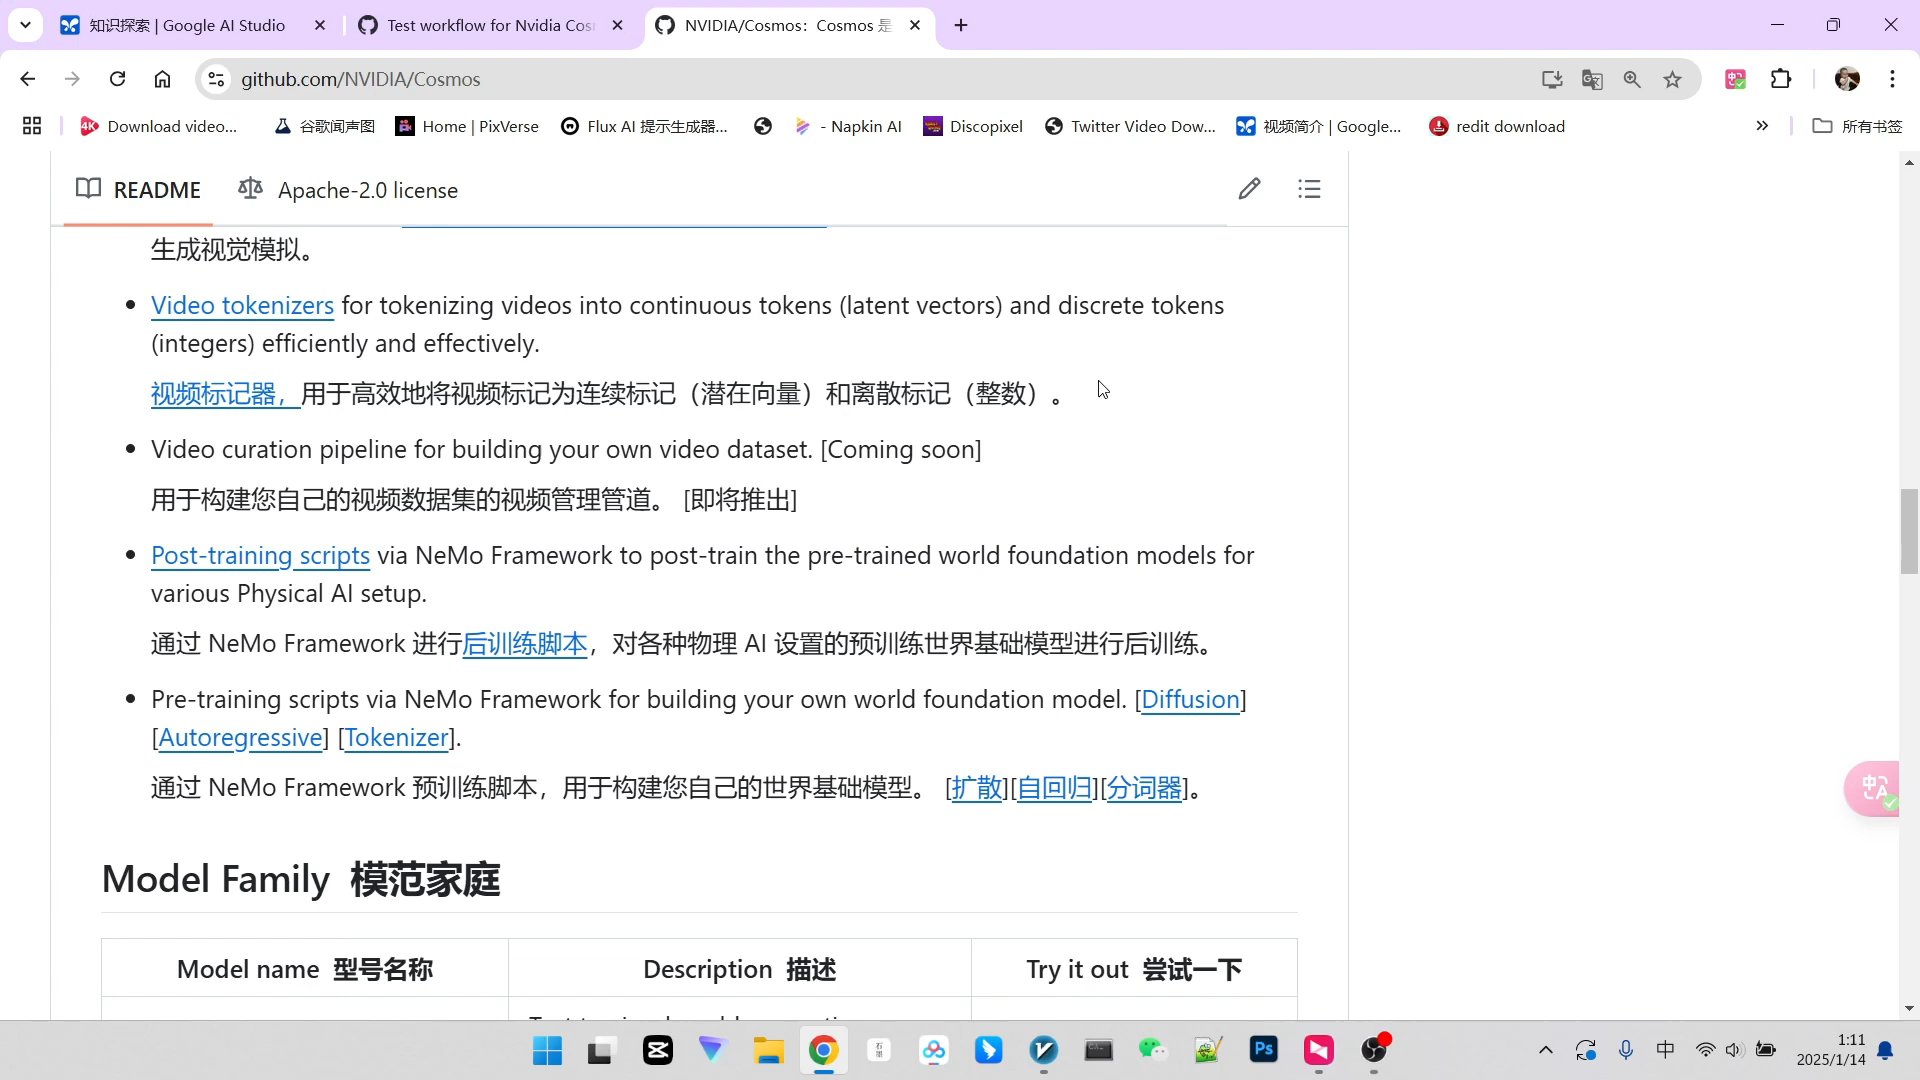 知识探索 | Google AI Studio
Test workflow for Nvidia Cos
NVIDIA/Cosmos：Cosmos 是
github.com/NVIDIA/Cosmos
Download video...
谷歌闻声图
Home | PixVerse
Flux AI 提示生成器...
- Napkin AI
Discopixel
Twitter Video Dow...
视频简介 | Google...
redit download
所有书签
README
Apache-2.0 license
生成视觉模拟。
Video tokenizers for tokenizing videos into continuous tokens (latent vectors) and discrete tokens
(integers) efficiently and effectively.
视频标记器，用于高效地将视频标记为连续标记（潜在向量）和离散标记（整数）。
Video curation pipeline for building your own video dataset. [Coming soon]
用于构建您自己的视频数据集的视频管理管道。 [即将推出]
Post-training scripts via NeMo Framework to post-train the pre-trained world foundation models for
various Physical AI setup.
通过 NeMo Framework 进行后训练脚本，对各种物理 AI 设置的预训练世界基础模型进行后训练。
Pre-training scripts via NeMo Framework for building your own world foundation model. [Diffusion]
[Autoregressive] [Tokenizer].
通过 NeMo Framework 预训练脚本，用于构建您自己的世界基础模型。 [扩散][自回归][分词器]。
Model Family 模范家庭
Model name 型号名称
Description 描述
Try it out 尝试一下
中
1:11
2025/1/14